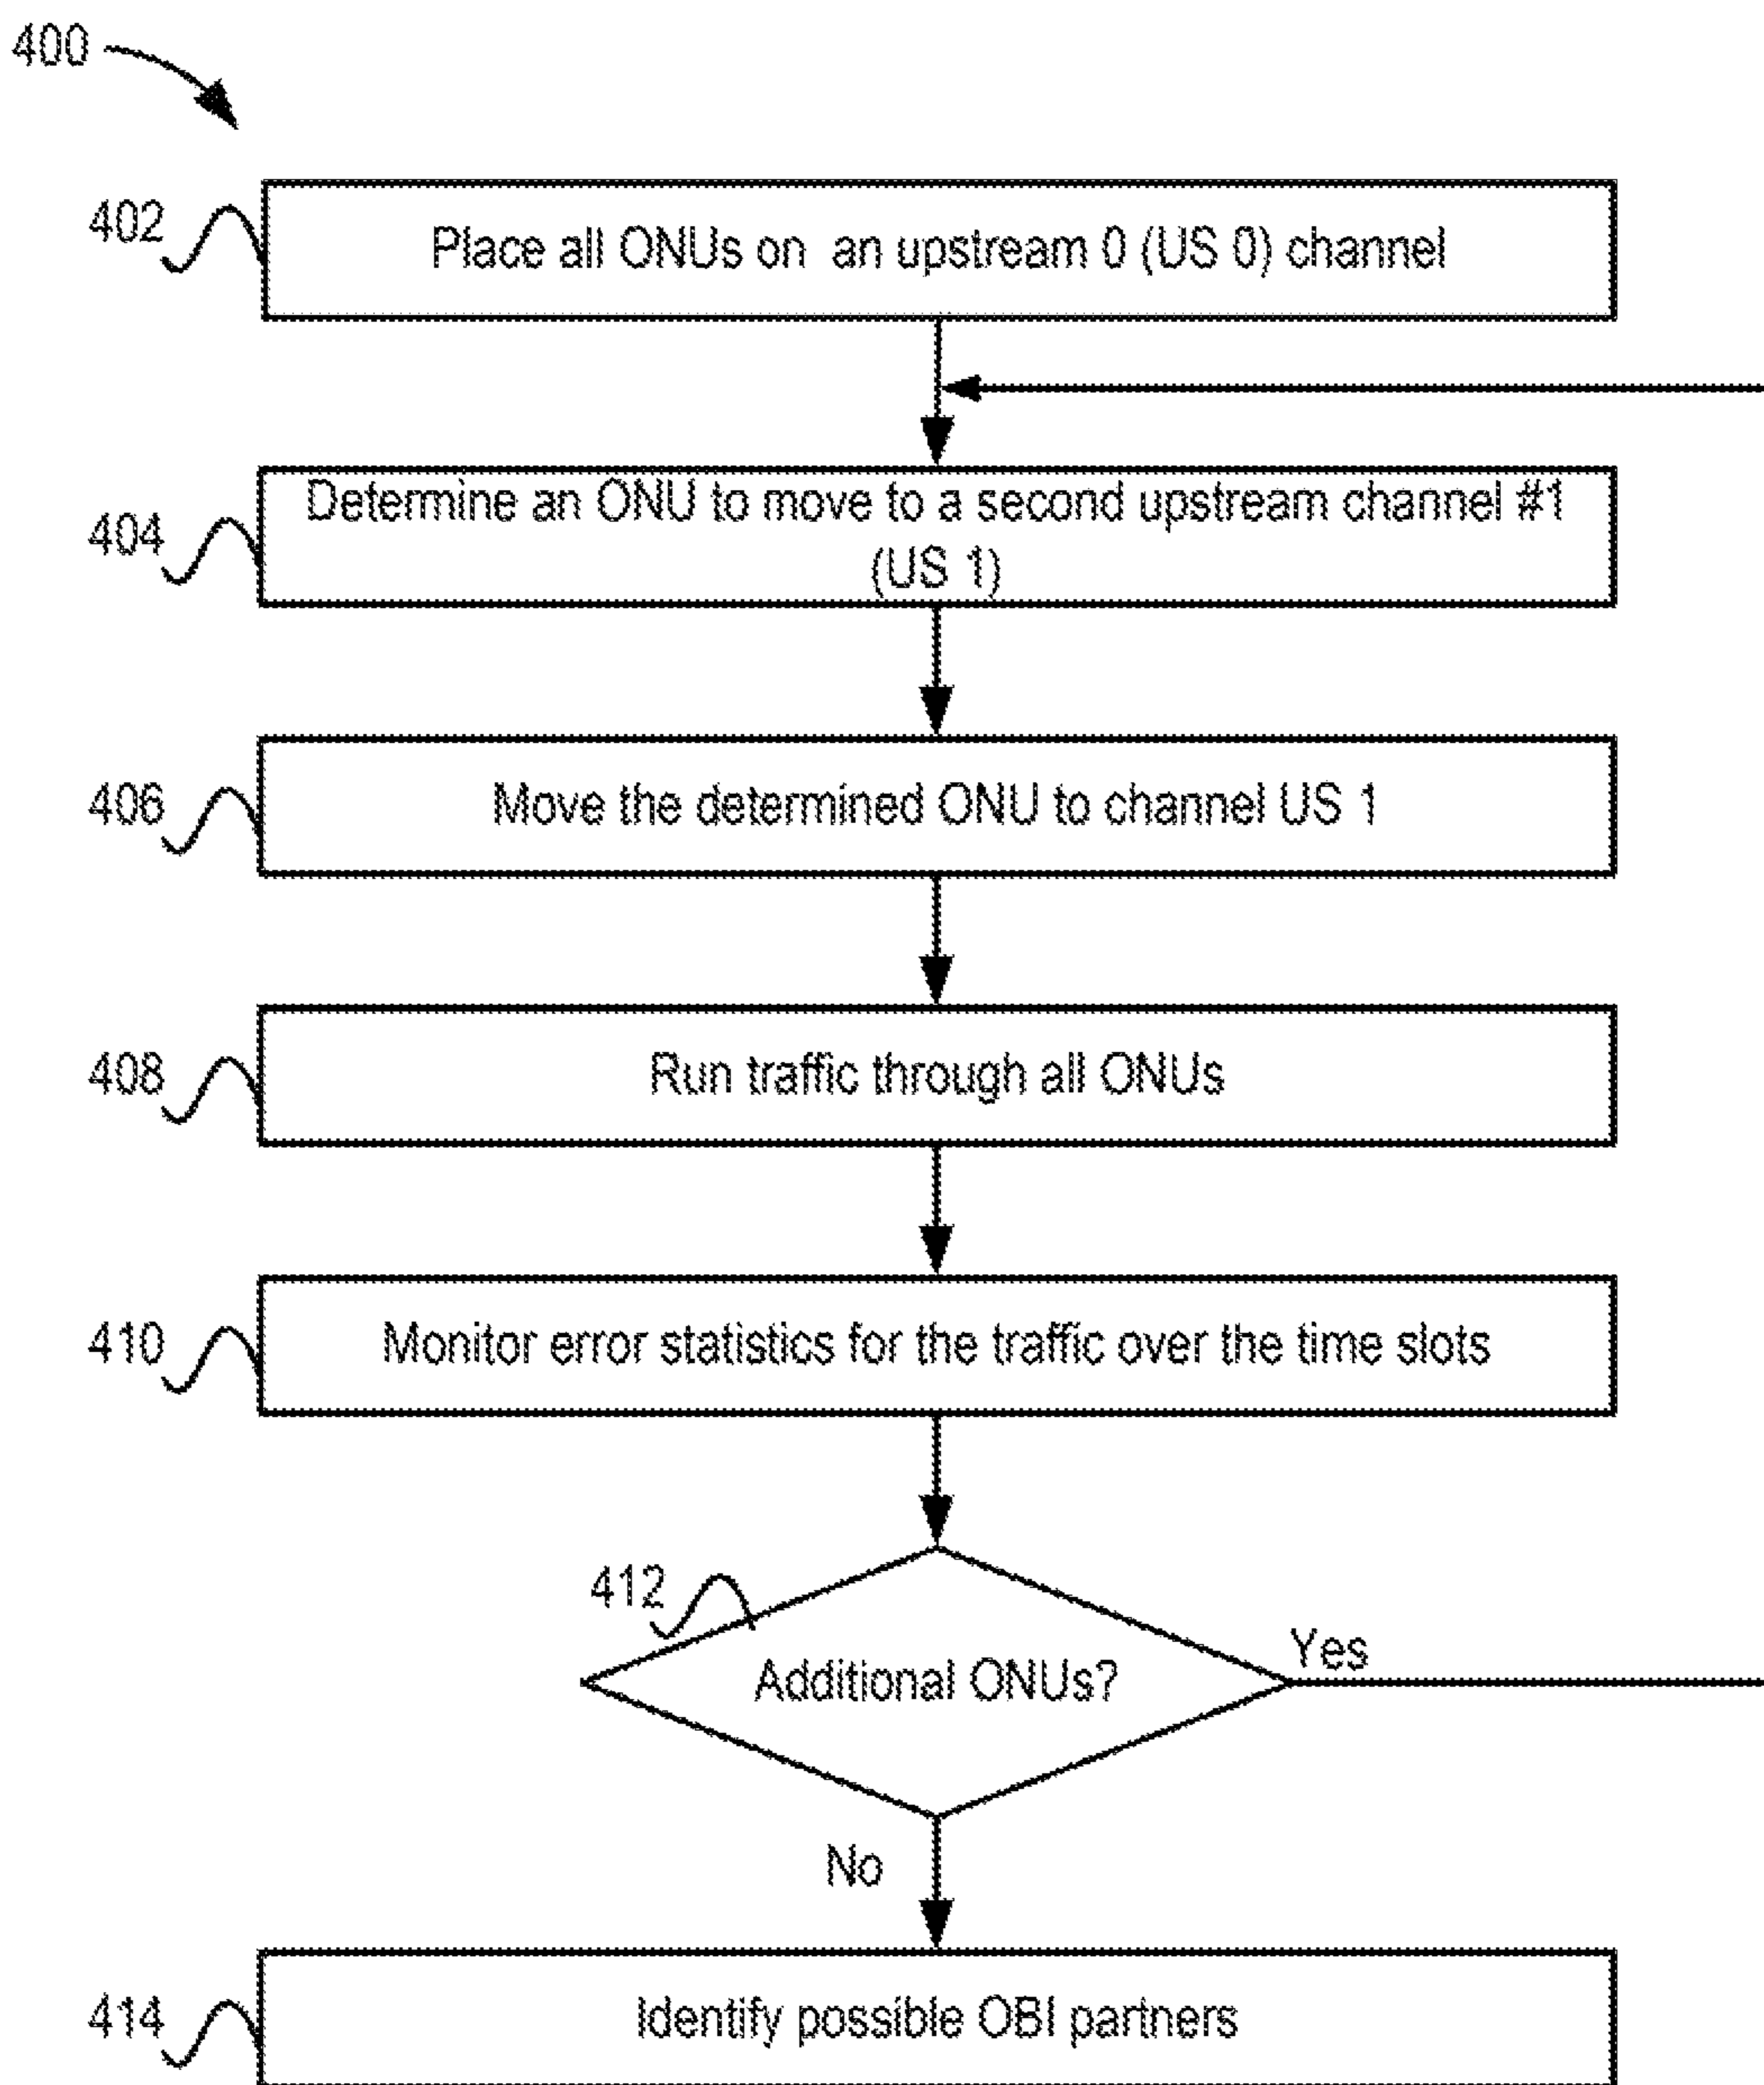 400
402
Place all ONUs on an upstream 0 (US 0) channel
404
Determine an ONU to move to a second upstream channel #1
(US 1)
406
Move the determined ONU to channel US 1
408
Run traffic through all ONUs
410
Monitor error statistics for the traffic over the time slots
412
Additional ONUs?
Yes
No
414
Identify possible OBI partners